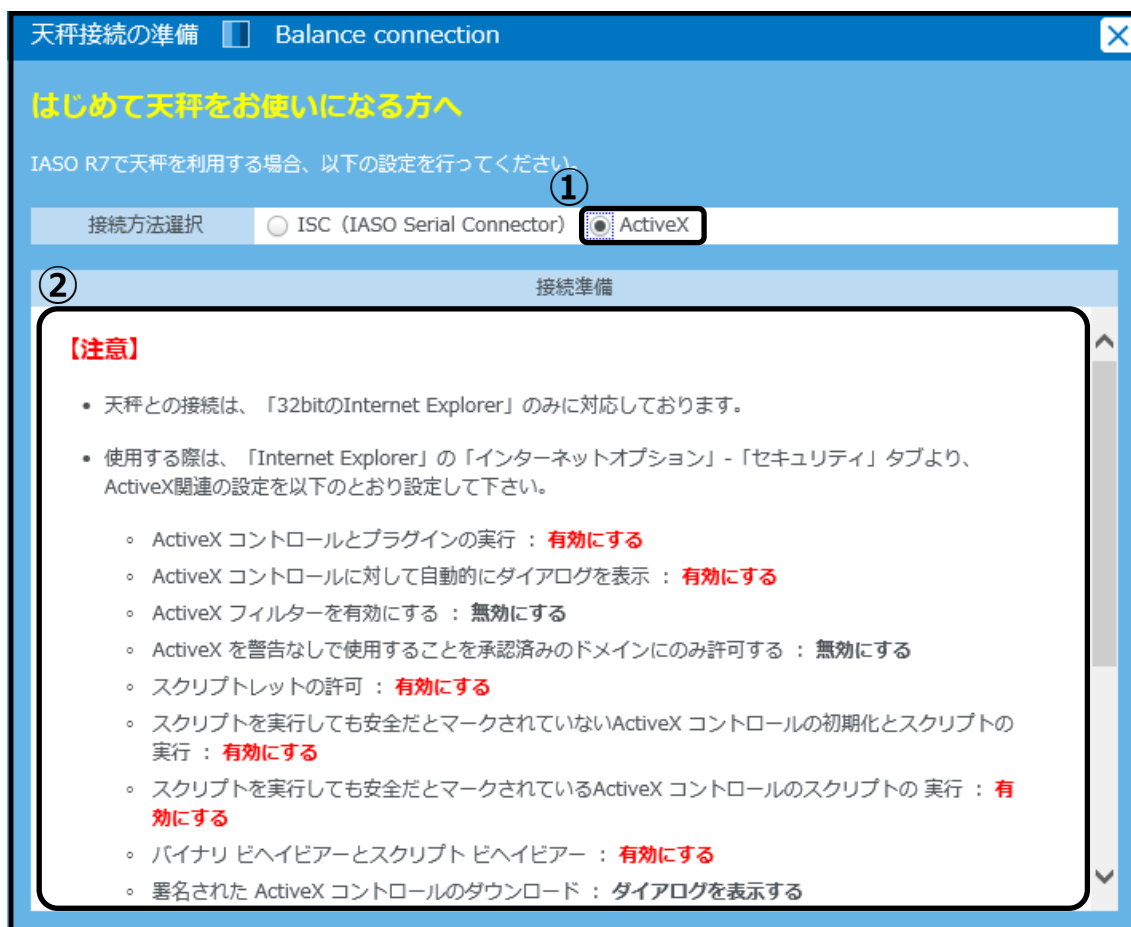 天秤接続の準備 Balance connection
はじめて天秤をお使いになる方へ
IASO R7で天秤を利用する場合、以下の設定を行ってください。
①
接続方法選択 ISC（IASO Serial Connector） ActiveX
②
接続準備
【注意】
• 天秤との接続は、「32bitのInternet Explorer」のみに対応しております。
• 使用する際は、「Internet Explorer」の「インターネットオプション」-「セキュリティ」タブより、
ActiveX関連の設定を以下のとおり設定して下さい。
◦ ActiveX コントロールとプラグインの実行 ： 有効にする
◦ ActiveX コントロールに対して自動的にダイアログを表示 ： 有効にする
◦ ActiveX フィルターを有効にする ： 無効にする
◦ ActiveX を警告なしで使用することを承認済みのドメインにのみ許可する ： 無効にする
◦ スクリプトレットの許可 ： 有効にする
◦ スクリプトを実行しても安全だとマークされていないActiveX コントロールの初期化とスクリプトの
実行 ： 有効にする
◦ スクリプトを実行しても安全だとマークされているActiveX コントロールのスクリプトの 実行 ： 有
効にする
◦ バイナリ ビヘイビアーとスクリプト ビヘイビアー ： 有効にする
◦ 署名された ActiveX コントロールのダウンロード ： ダイアログを表示する